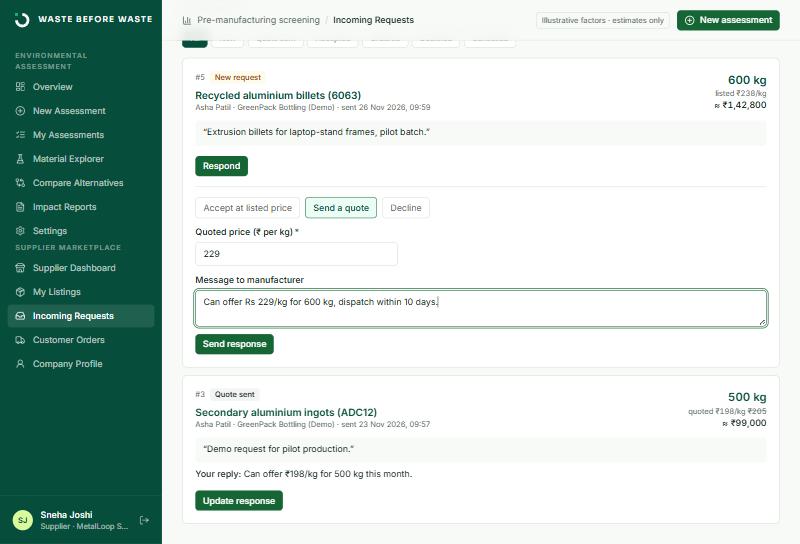 WASTE BEFORE WASTE
ENVIRONMENTAL
ASSESSMENT
Overview
New Assessment
My Assessments
Material Explorer
Compare Alternatives
Impact Reports
Settings
SUPPLIER MARKETPLACE
Supplier Dashboard
My Listings
Incoming Requests
Customer Orders
Company Profile
SJ
Sneha Joshi
Supplier · MetalLoop S...
Pre-manufacturing screening / Incoming Requests
Illustrative factors · estimates only
New assessment
#5 New request
600 kg
Recycled aluminium billets (6063)
listed ₹238/kg
Asha Patil · GreenPack Bottling (Demo) · sent 26 Nov 2026, 09:59
≈ ₹1,42,800
“Extrusion billets for laptop-stand frames, pilot batch.”
Respond
Accept at listed price Send a quote Decline
Quoted price (₹ per kg) *
229
Message to manufacturer
Can offer Rs 229/kg for 600 kg, dispatch within 10 days.
Send response
#3 Quote sent
500 kg
Secondary aluminium ingots (ADC12)
quoted ₹198/kg ₹205
Asha Patil · GreenPack Bottling (Demo) · sent 23 Nov 2026, 09:57
≈ ₹99,000
“Demo request for pilot production.”
Your reply: Can offer ₹198/kg for 500 kg this month.
Update response